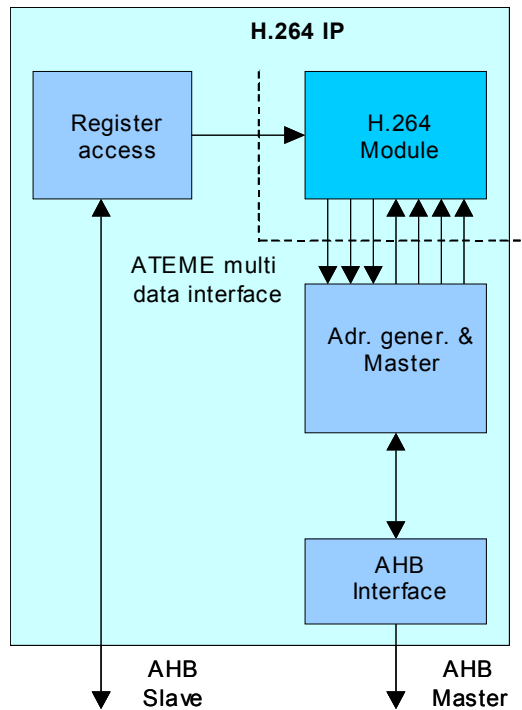 H.264 IP
Register
access
H.264
Module
ATEME multi
data interface
Adr. gener. &
Master
AHB
Interface
AHB
Slave
AHB
Master